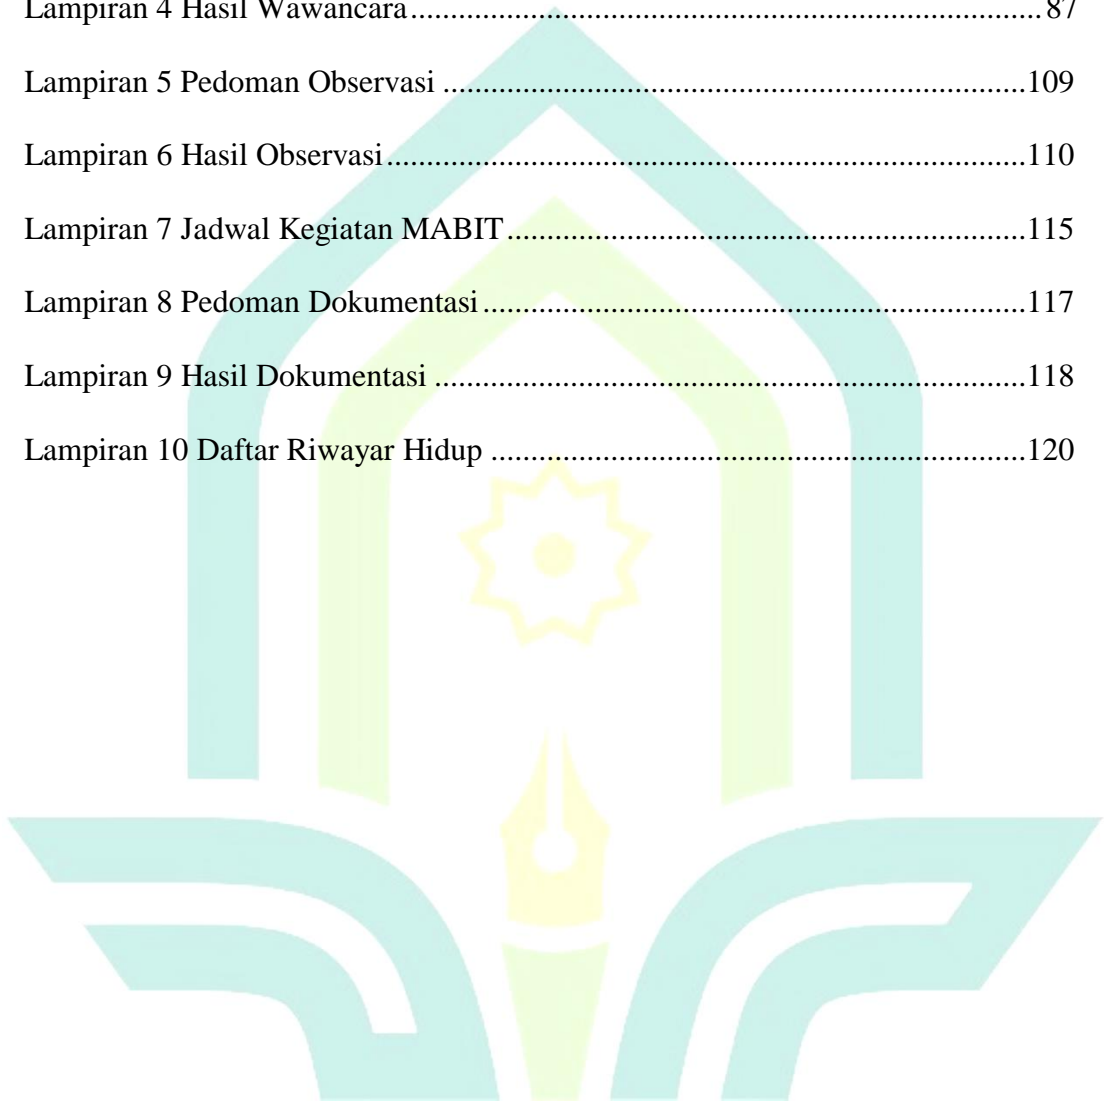 Lampiran 4 Hasil Wawancara................................................................................87
Lampiran 5 Pedoman Observasi ..........................................................................109
Lampiran 6 Hasil Observasi.................................................................................110
Lampiran 7 Jadwal Kegiatan MABIT..................................................................115
Lampiran 8 Pedoman Dokumentasi.....................................................................117
Lampiran 9 Hasil Dokumentasi ...........................................................................118
Lampiran 10 Daftar Riwayar Hidup ....................................................................120